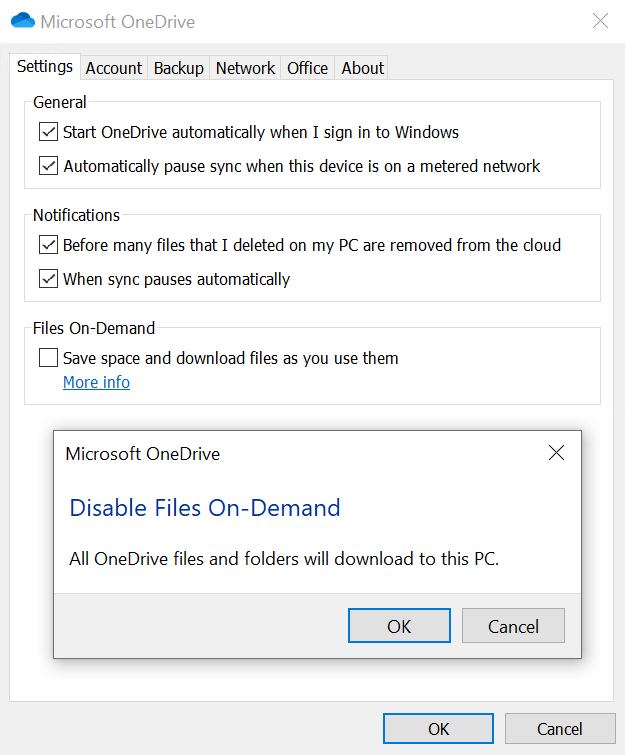 Microsoft OneDrive
Settings Account Backup Network Office About
General
Start OneDrive automatically when I sign in to Windows
Automatically pause sync when this device is on a metered network
Notifications
Before many files that I deleted on my PC are removed from the cloud
When sync pauses automatically
Files On-Demand
Save space and download files as you use them
More info
Microsoft OneDrive
Disable Files On-Demand
All OneDrive files and folders will download to this PC.
OK Cancel
OK Cancel